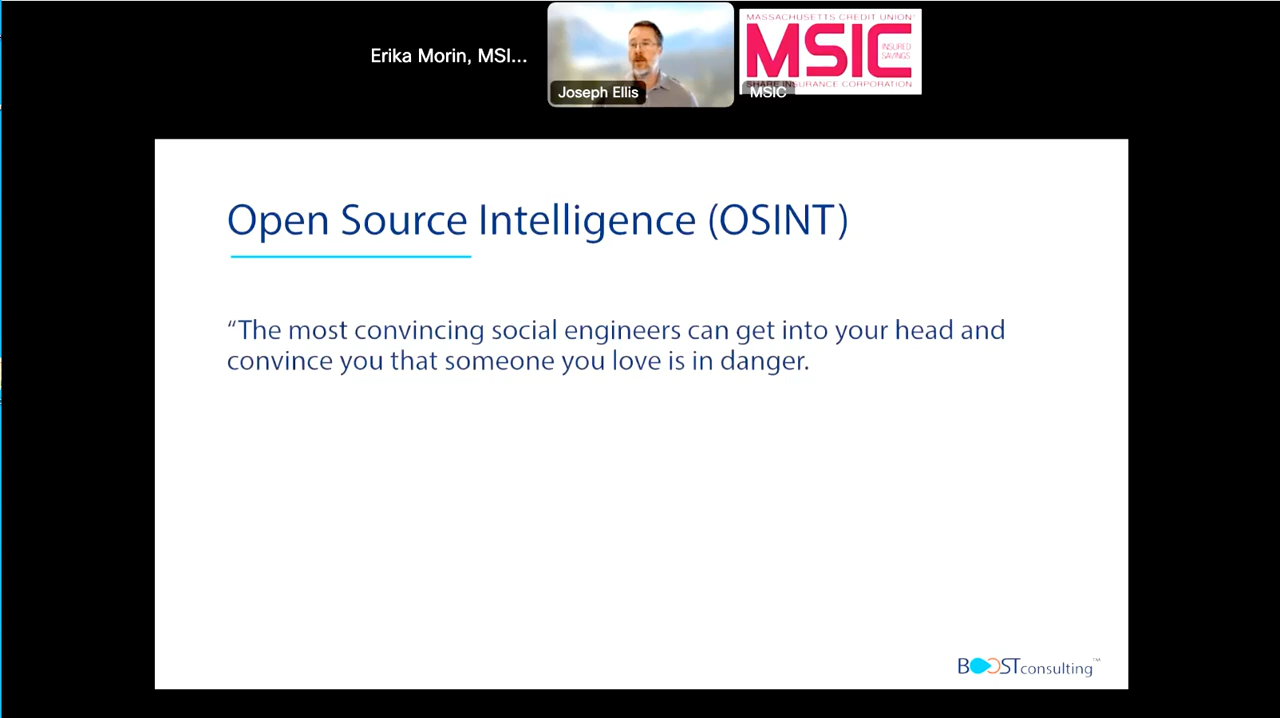 Erika Morin, MSI...
Joseph Ellis
MASSACHUSETTS CREDIT UNION
MSIC
INSURED
SAVINGS
SHARE INSURANCE CORPORATION
MSIC
Open Source Intelligence (OSINT)
“The most convincing social engineers can get into your head and
convince you that someone you love is in danger.
BOOSTconsulting™